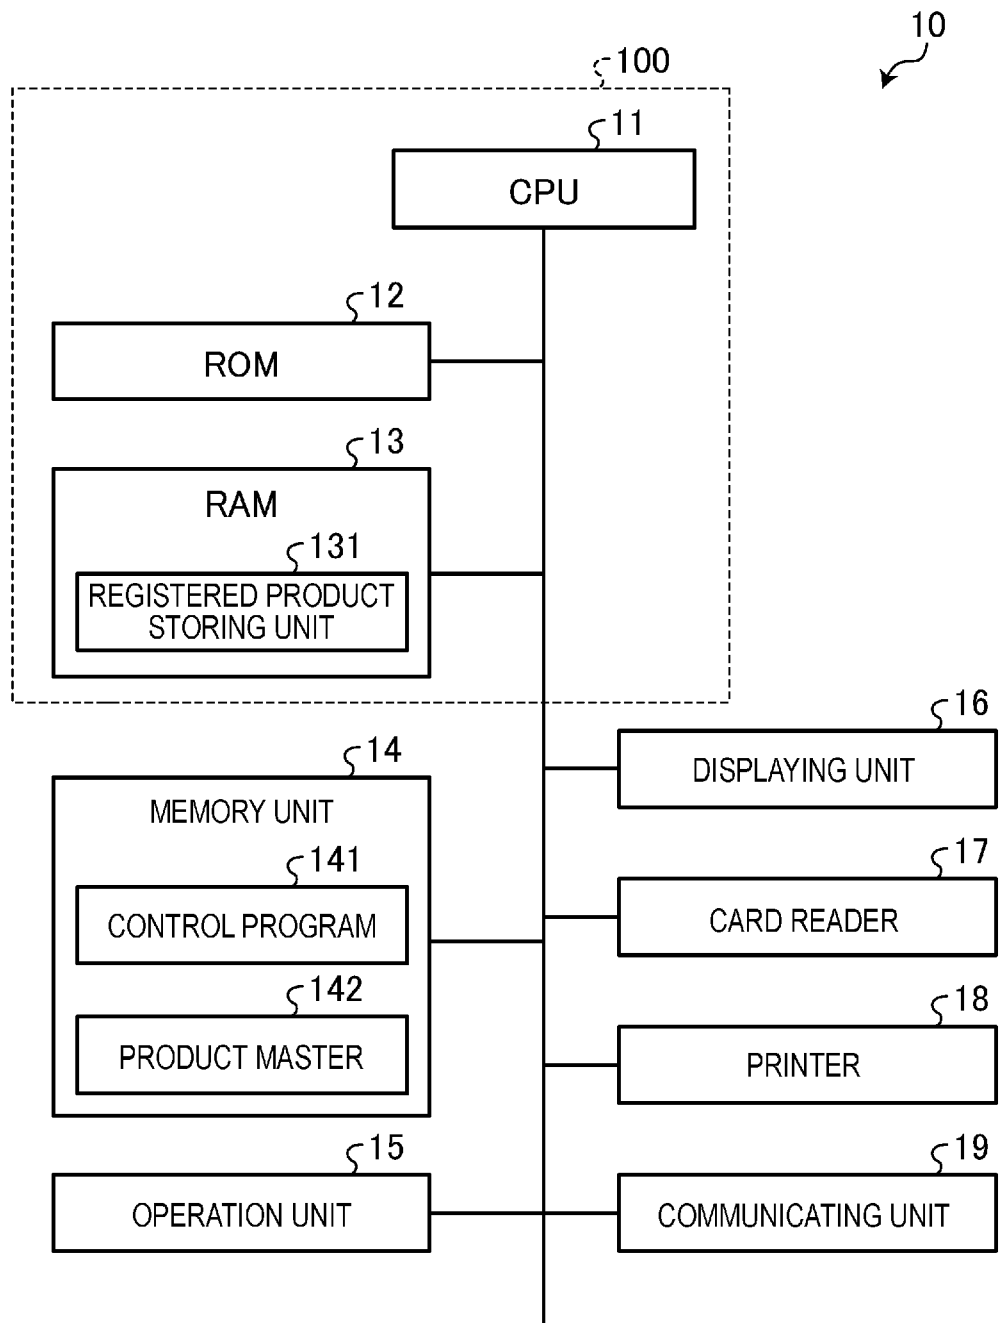 10
100
11
CPU
12
ROM
13
RAM
131
REGISTERED PRODUCT
STORING UNIT
14
MEMORY UNIT
141
CONTROL PROGRAM
142
PRODUCT MASTER
15
OPERATION UNIT
16
DISPLAYING UNIT
17
CARD READER
18
PRINTER
19
COMMUNICATING UNIT